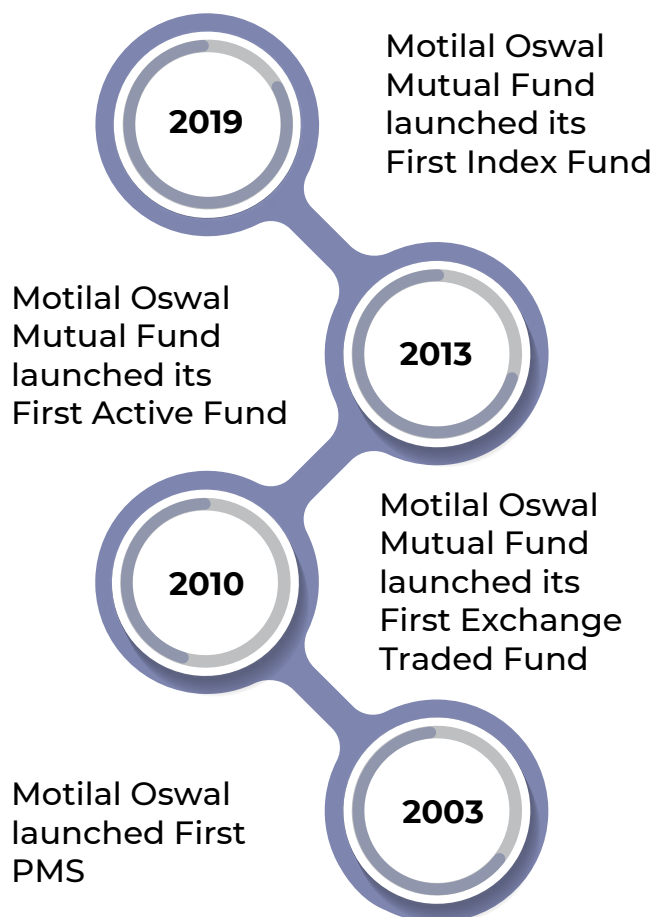 2019
Motilal Oswal
Mutual Fund
launched its
First Index Fund
Motilal Oswal
Mutual Fund
launched its
First Active Fund
2013
2010
Motilal Oswal
Mutual Fund
launched its
First Exchange
Traded Fund
Motilal Oswal
launched First
PMS
2003